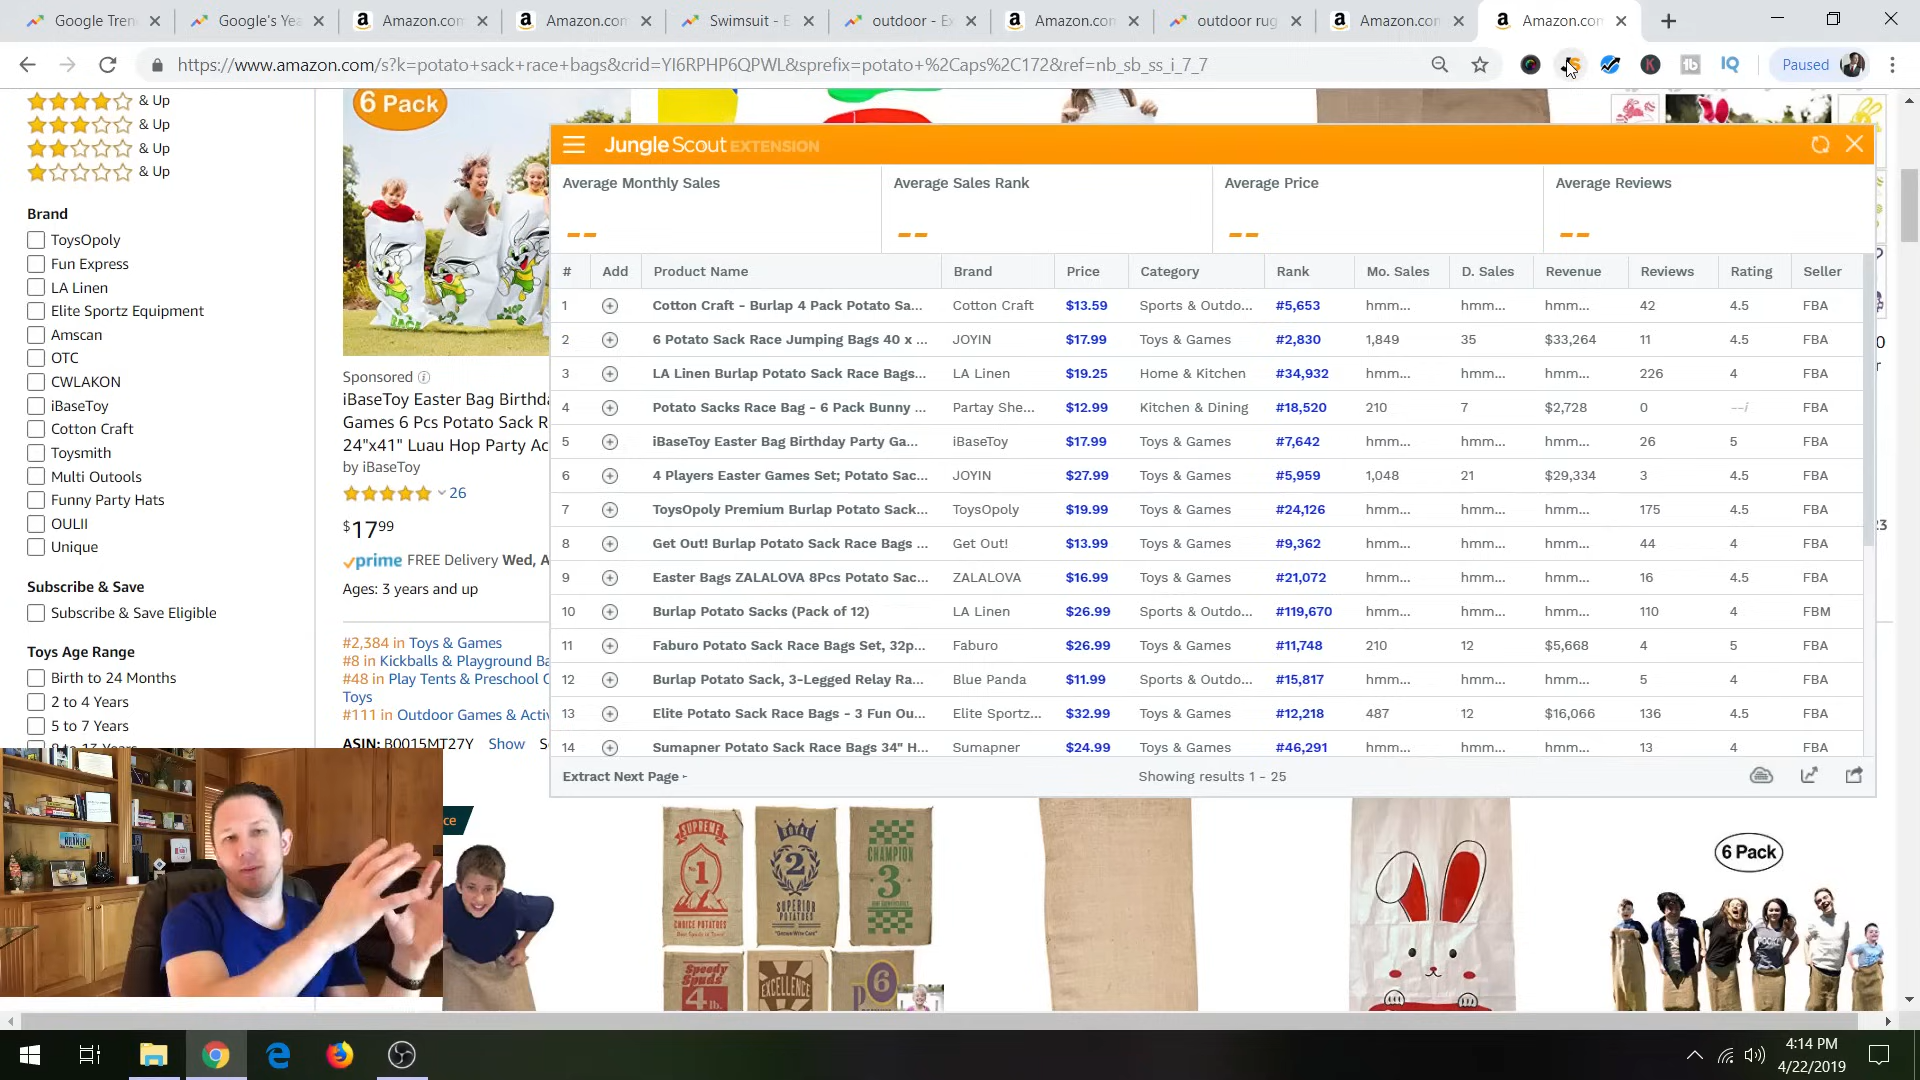 Google Tren
Google's Yea
Amazon.com
Amazon.com
Swimsuit - E
outdoor - Ex
Amazon.com
outdoor rug
Amazon.com
Amazon.com
https://www.amazon.com/s?k=potato+sack+race+bags&crid=YI6RPHP6QPWL&sprefix=potato+%2Caps%2C172&ref=nb_sb_ss_i_7_7
K
tb
IQ
Paused
& Up
& Up
& Up
& Up
Brand
ToysOpoly
Fun Express
LA Linen
Elite Sportz Equipment
Amscan
OTC
CWLAKON
iBaseToy
Cotton Craft
Toysmith
Multi Outools
Funny Party Hats
OULII
Unique
Subscribe & Save
Subscribe & Save Eligible
Toys Age Range
Birth to 24 Months
2 to 4 Years
5 to 7 Years
6 Pack
Sponsored
iBaseToy Easter Bag Birthda
Games 6 Pcs Potato Sack R
24"x41" Luau Hop Party Ac
by iBaseToy
26
$17 99
prime FREE Delivery Wed, A
Ages: 3 years and up
#2,384 in Toys & Games
#8 in Kickballs & Playground Ba
#48 in Play Tents & Preschool
Toys
#111 in Outdoor Games & Activ
ASIN: B0015MT27Y Show
Jungle Scout EXTENSION
Average Monthly Sales
--
Average Sales Rank
--
Average Price
--
Average Reviews
--
# Add Product Name Brand Price Category Rank Mo. Sales D. Sales Revenue Reviews Rating Seller
1 Cotton Craft - Burlap 4 Pack Potato Sa... Cotton Craft $13.59 Sports & Outdo... #5,653 hmm... hmm... hmm... 42 4.5 FBA
2 6 Potato Sack Race Jumping Bags 40 x ... JOYIN $17.99 Toys & Games #2,830 1,849 35 $33,264 11 4.5 FBA
3 LA Linen Burlap Potato Sack Race Bags... LA Linen $19.25 Home & Kitchen #34,932 hmm... hmm... hmm... 226 4 FBA
4 Potato Sacks Race Bag - 6 Pack Bunny ... Partay She... $12.99 Kitchen & Dining #18,520 210 7 $2,728 0 --i FBA
5 iBaseToy Easter Bag Birthday Party Ga... iBaseToy $17.99 Toys & Games #7,642 hmm... hmm... hmm... 26 5 FBA
6 4 Players Easter Games Set; Potato Sac... JOYIN $27.99 Toys & Games #5,959 1,048 21 $29,334 3 4.5 FBA
7 ToysOpoly Premium Burlap Potato Sack... ToysOpoly $19.99 Toys & Games #24,126 hmm... hmm... hmm... 175 4.5 FBA
8 Get Out! Burlap Potato Sack Race Bags ... Get Out! $13.99 Toys & Games #9,362 hmm... hmm... hmm... 44 4 FBA
9 Easter Bags ZALALOVA 8Pcs Potato Sac... ZALALOVA $16.99 Toys & Games #21,072 hmm... hmm... hmm... 16 4.5 FBA
10 Burlap Potato Sacks (Pack of 12) LA Linen $26.99 Sports & Outdo... #119,670 hmm... hmm... hmm... 110 4 FBM
11 Faburo Potato Sack Race Bags Set, 32p... Faburo $26.99 Toys & Games #11,748 210 12 $5,668 4 5 FBA
12 Burlap Potato Sack, 3-Legged Relay Ra... Blue Panda $11.99 Sports & Outdo... #15,817 hmm... hmm... hmm... 5 4 FBA
13 Elite Potato Sack Race Bags - 3 Fun Ou... Elite Sportz... $32.99 Toys & Games #12,218 487 12 $16,066 136 4.5 FBA
14 Sumapner Potato Sack Race Bags 34" H... Sumapner $24.99 Toys & Games #46,291 hmm... hmm... hmm... 13 4 FBA
Extract Next Page
Showing results 1 - 25
ce
SUPREME
No 1
CHOICE POTATOES
ROYAL
2
SUPERIOR
POTATOES
CHAMPION
3
Speedy
Spuds
4 lb.
EXCELLENCE
6
6 Pack
4:14 PM
4/22/2019